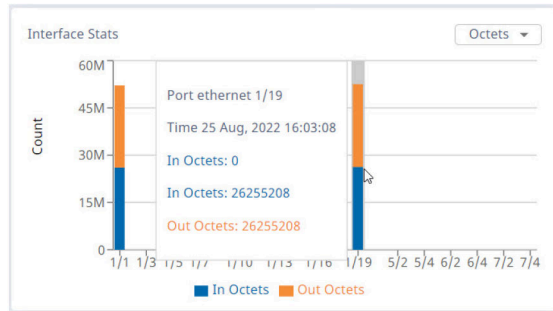 Interface Stats
Octets
60M
45M
30M
15M
0
Count
Port ethernet 1/19
Time 25 Aug, 2022 16:03:08
In Octets: 0
In Octets: 26255208
Out Octets: 26255208
1/1 1/3 1/5 1/7 1/10 1/13 1/16 1/19 5/2 5/4 6/2 6/4 7/2 7/4
In Octets Out Octets